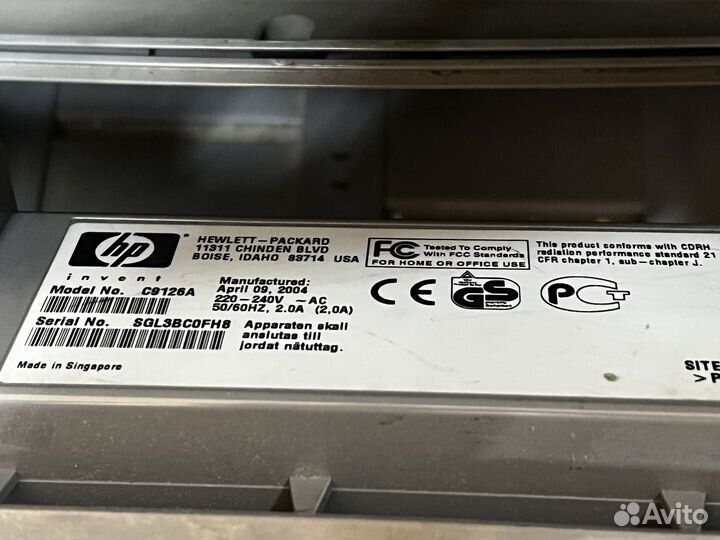 hp
invent
HEWLETT-PACKARD
11311 CHINDEN BLVD
BOISE, IDAHO 83714 USA
Model No. C9126A
Manufactured:
April 09, 2004
220-240V ~ AC
50/60HZ, 2.0A (2,0A)
Serial No. SGL3BC0FH8
Apparaten skall
anslutas till
jordat nätuttag.
Made in Singapore
FC Tested To Comply
With FCC Standards
FOR HOME OR OFFICE USE
This product conforms with CDRH
radiation performance standard 21
CFR chapter 1, sub-chapter J.
CE
GS
PCT
SITE
>P
Avito